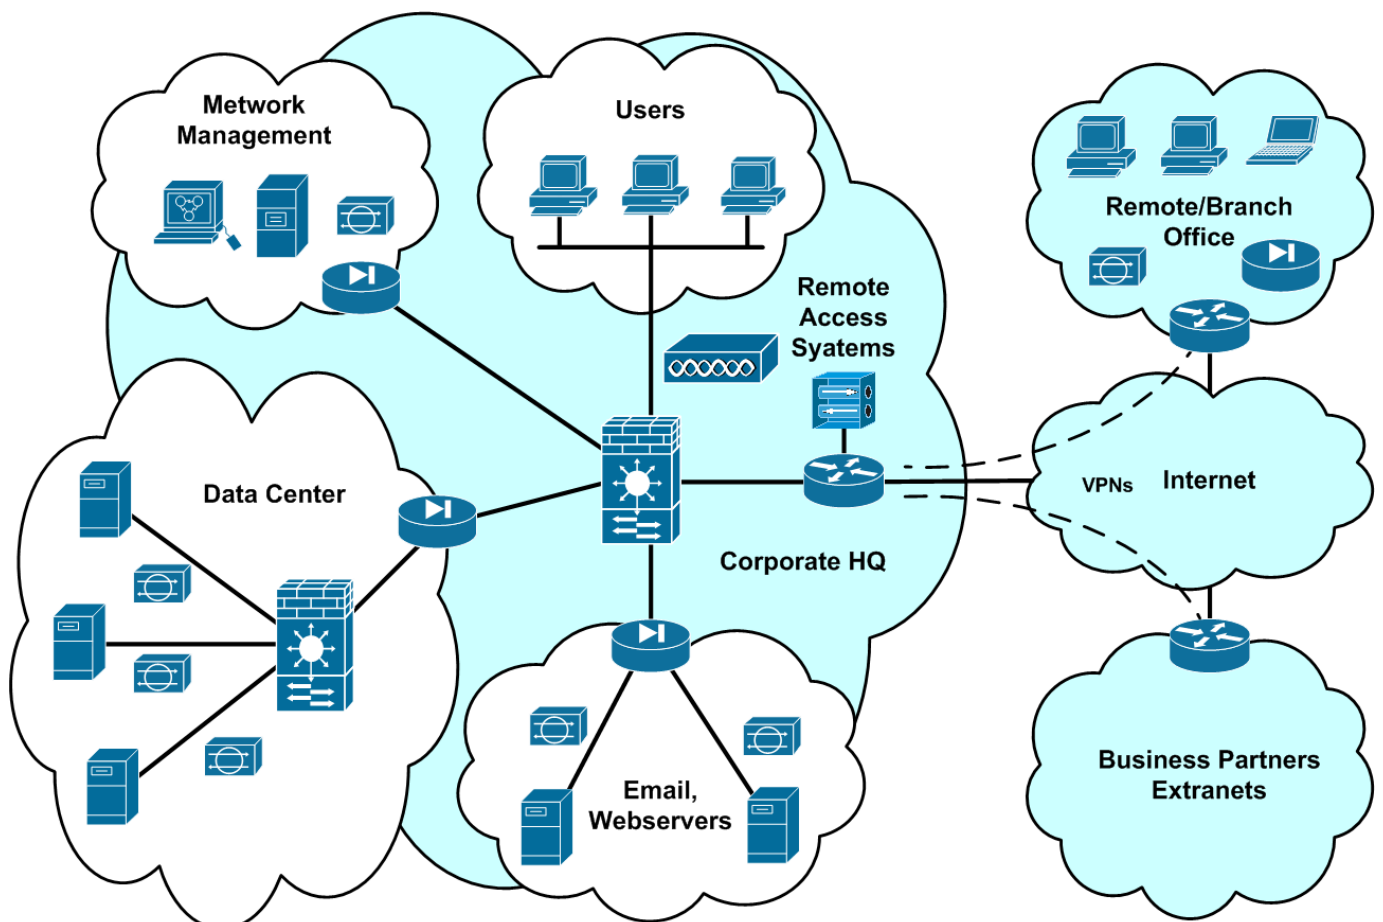 Metwork
Management
Users
Remote/Branch
Office
Remote
Access
Syatems
Data Center
VPNs
Internet
Corporate HQ
Email,
Webservers
Business Partners
Extranets